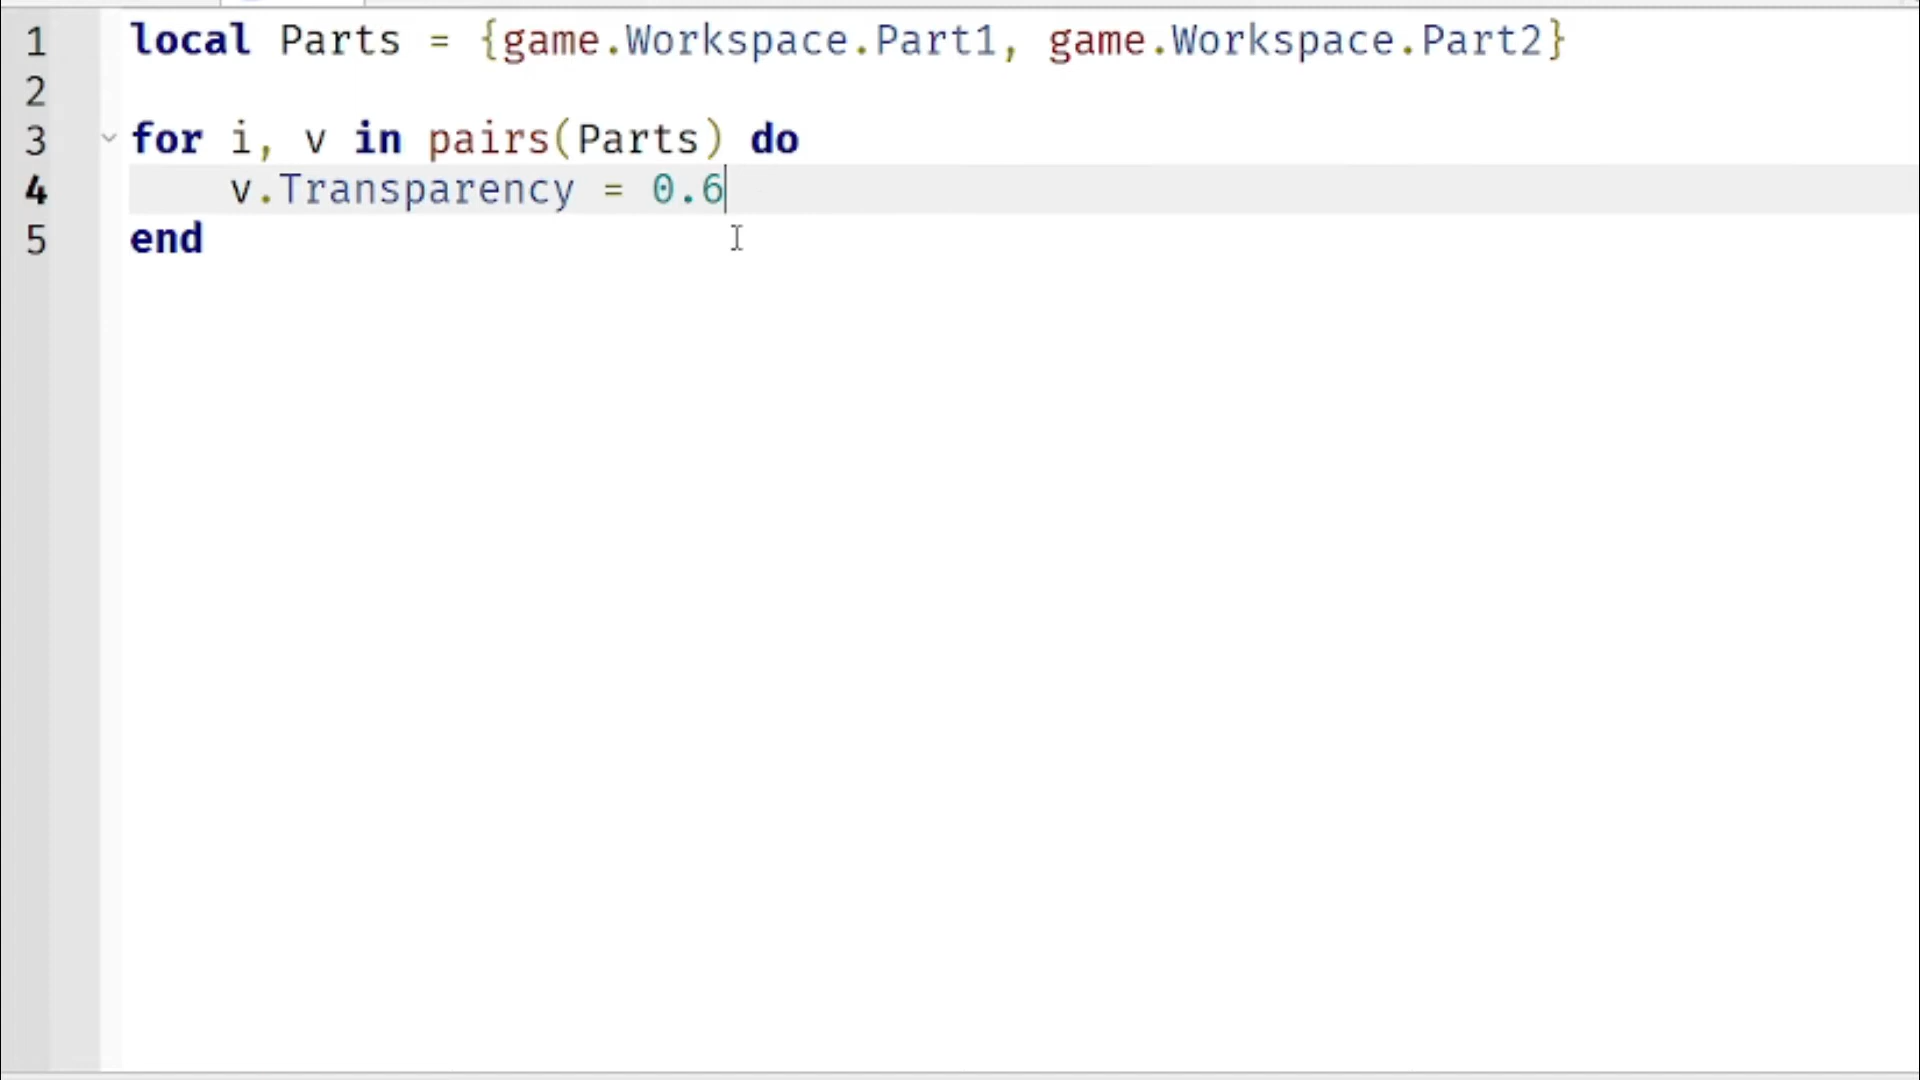 1 local Parts = {game.Workspace.Part1, game.Workspace.Part2}
2
3 for i, v in pairs(Parts) do
4 v.Transparency = 0.6
5 end